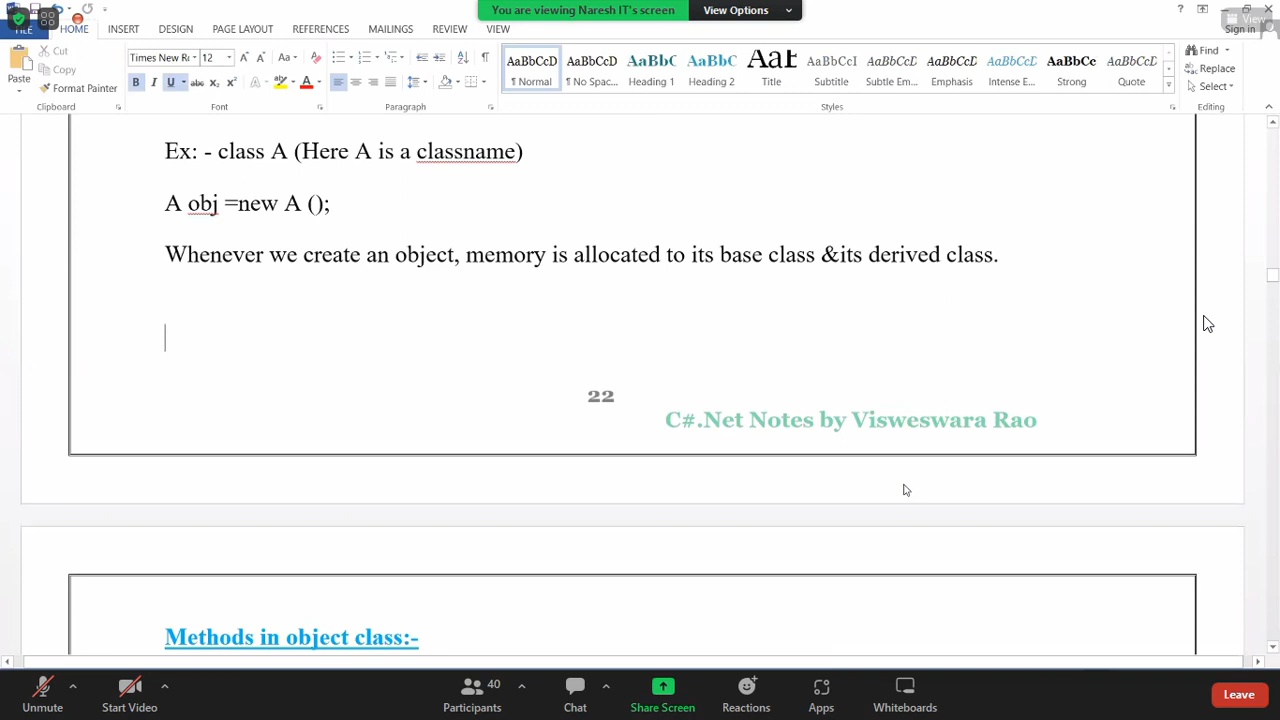 You are viewing Naresh IT's screen
View Options
View
Sign in
FILE HOME INSERT DESIGN PAGE LAYOUT REFERENCES MAILINGS REVIEW VIEW
Paste
Cut
Copy
Format Painter
Clipboard
Times New Ro 12
Font
Paragraph
AaBbCcD AaBbCcD AaBbC AaBbC AaB AaBbCcI AaBbCcD AaBbCcD AaBbCcD AaBbCc AaBbCcD
¶ Normal ¶ No Spac... Heading 1 Heading 2 Title Subtitle Subtle Em... Emphasis Intense E... Strong Quote
Styles
Find
Replace
Select
Editing
Ex: - class A (Here A is a classname)
A obj =new A ();
Whenever we create an object, memory is allocated to its base class &its derived class.
22
C#.Net Notes by Visweswara Rao
Methods in object class:-
Unmute
Start Video
40
Participants
Chat
Share Screen
Reactions
Apps
Whiteboards
Leave